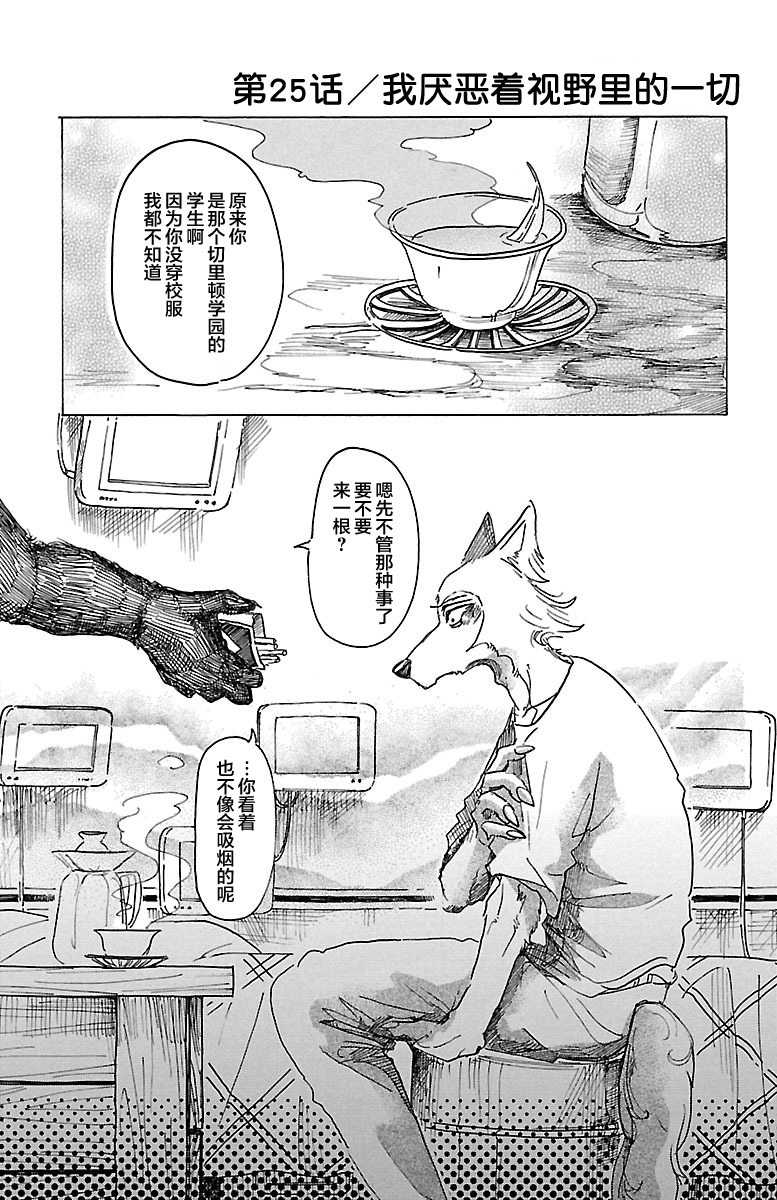 第25话／我厌恶着视野里的一切
原来你
是那个切里顿学园的
学生啊
因为你没穿校服
我都不知道
嗯先不管那种事了
要不要
来一根?
…你看着
也不像会吸烟的呢